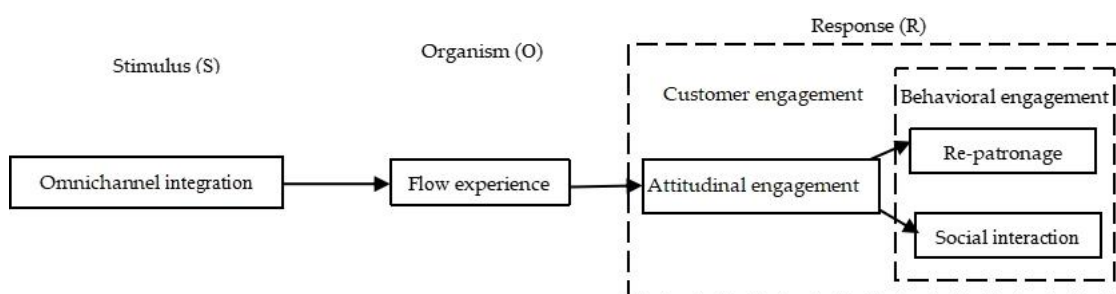 Response (R)
Organism (O)
Stimulus (S)
Customer engagement
Behavioral engagement
Re-patronage
Omnichannel integration
Flow experience
Attitudinal engagement
Social interaction